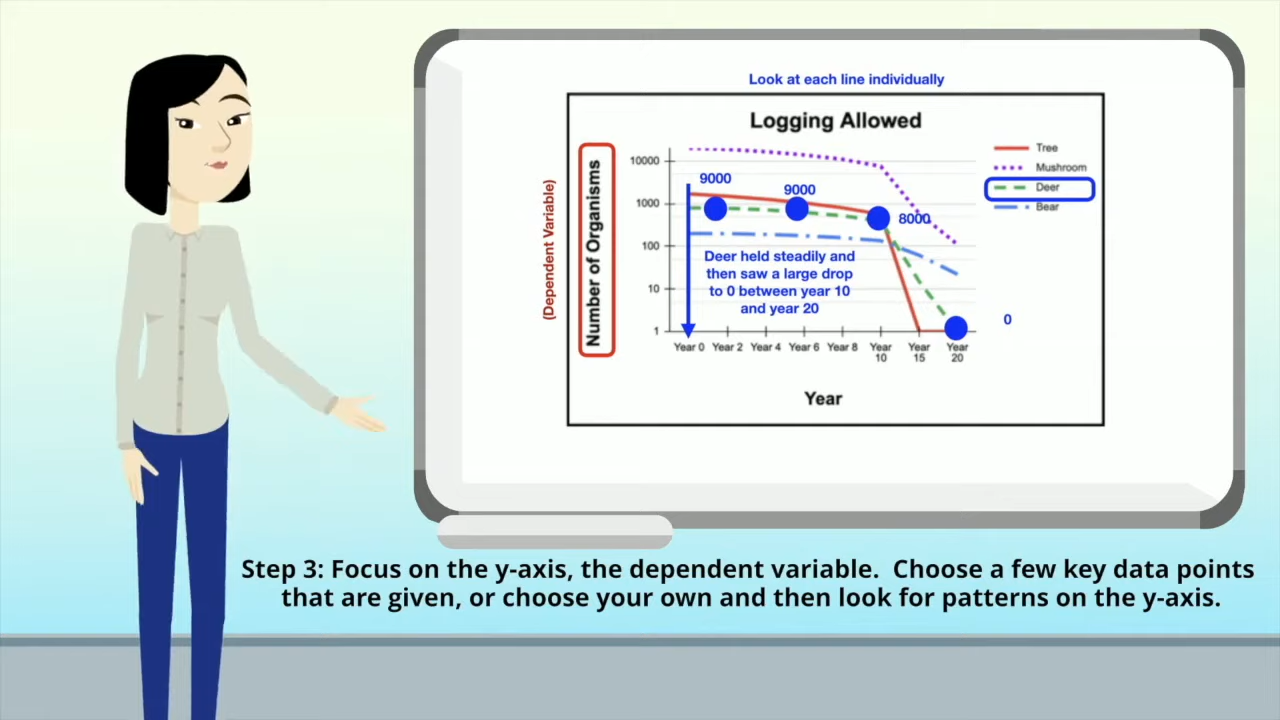 Look at each line individually
Logging Allowed
(Dependent Variable)
Number of Organisms
10000
1000
100
10
1
9000
9000
8000
0
Deer held steadily and
then saw a large drop
to 0 between year 10
and year 20
Tree
Mushroom
Deer
Bear
Year 0 Year 2 Year 4 Year 6 Year 8 Year Year Year
10 15 20
Year
Step 3: Focus on the y-axis, the dependent variable. Choose a few key data points
that are given, or choose your own and then look for patterns on the y-axis.